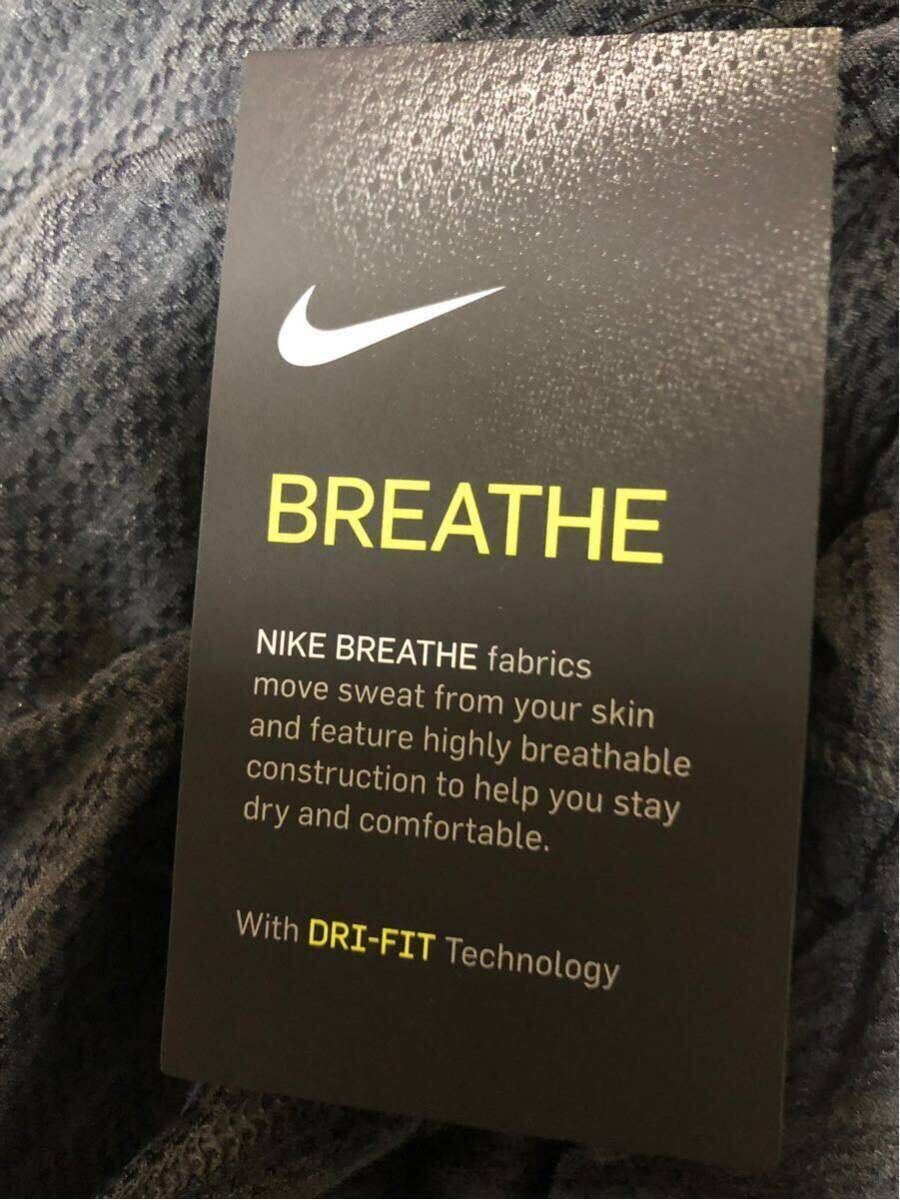 BREATHE
NIKE BREATHE fabrics
move sweat from your skin
and feature highly breathable
construction to help you stay
dry and comfortable.
With DRI-FIT Technology